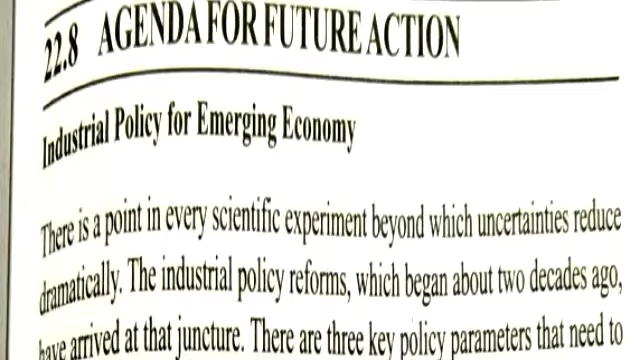 22.8 AGENDA FOR FUTURE ACTION
Industrial Policy for Emerging Economy
There is a point in every scientific experiment beyond which uncertainties reduce
dramatically. The industrial policy reforms, which began about two decades ago,
have arrived at that juncture. There are three key policy parameters that need to